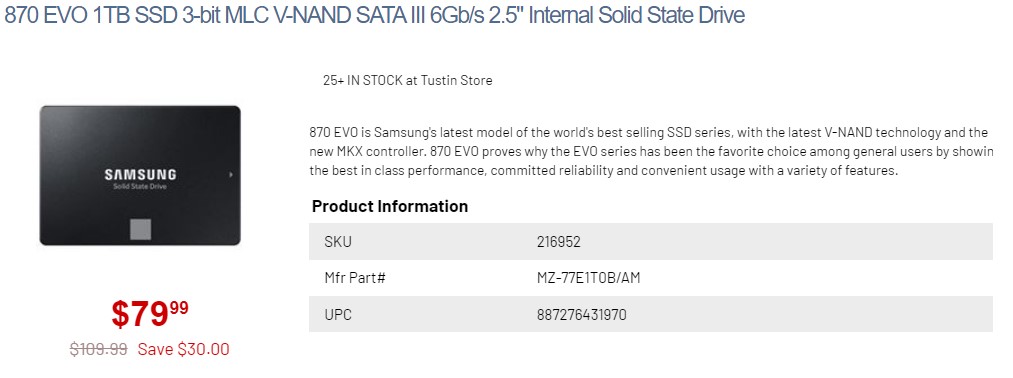 870 EVO 1TB SSD 3-bit MLC V-NAND SATA III 6Gb/s 2.5" Internal Solid State Drive
25+ IN STOCK at Tustin Store
870 EVO is Samsung's latest model of the world's best selling SSD series, with the latest V-NAND technology and the
new MKX controller. 870 EVO proves why the EVO series has been the favorite choice among general users by showin
the best in class performance, committed reliability and convenient usage with a variety of features.
SAMSUNG
Solid State Drive
Product Information
SKU 216952
Mfr Part# MZ-77E1T0B/AM
UPC 887276431970
$79.99
$109.99 Save $30.00